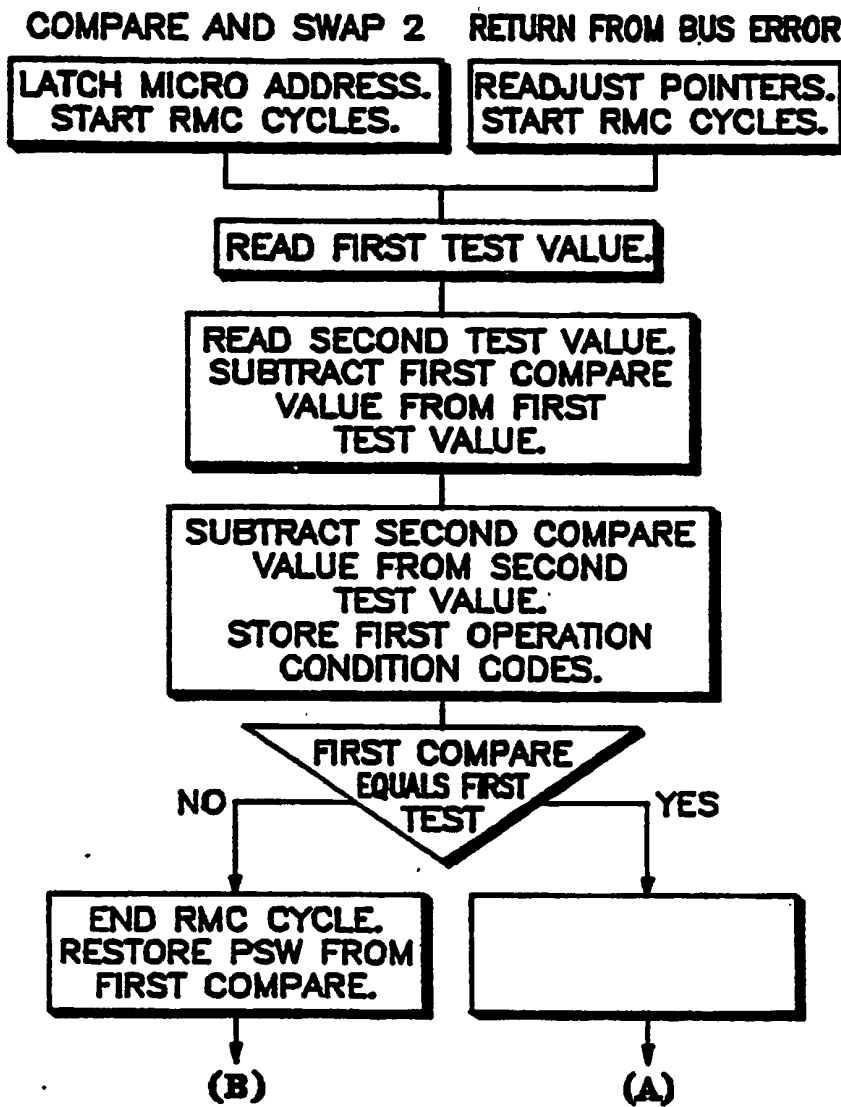 COMPARE AND SWAP 2
RETURN FROM BUS ERROR
LATCH MICRO ADDRESS.
START RMC CYCLES.
READJUST POINTERS.
START RMC CYCLES.
READ FIRST TEST VALUE.
READ SECOND TEST VALUE.
SUBTRACT FIRST COMPARE
VALUE FROM FIRST
TEST VALUE.
SUBTRACT SECOND COMPARE
VALUE FROM SECOND
TEST VALUE.
STORE FIRST OPERATION
CONDITION CODES.
FIRST COMPARE
EQUALS FIRST
TEST
NO
YES
END RMC CYCLE.
RESTORE PSW FROM
FIRST COMPARE.
(B)
(A)